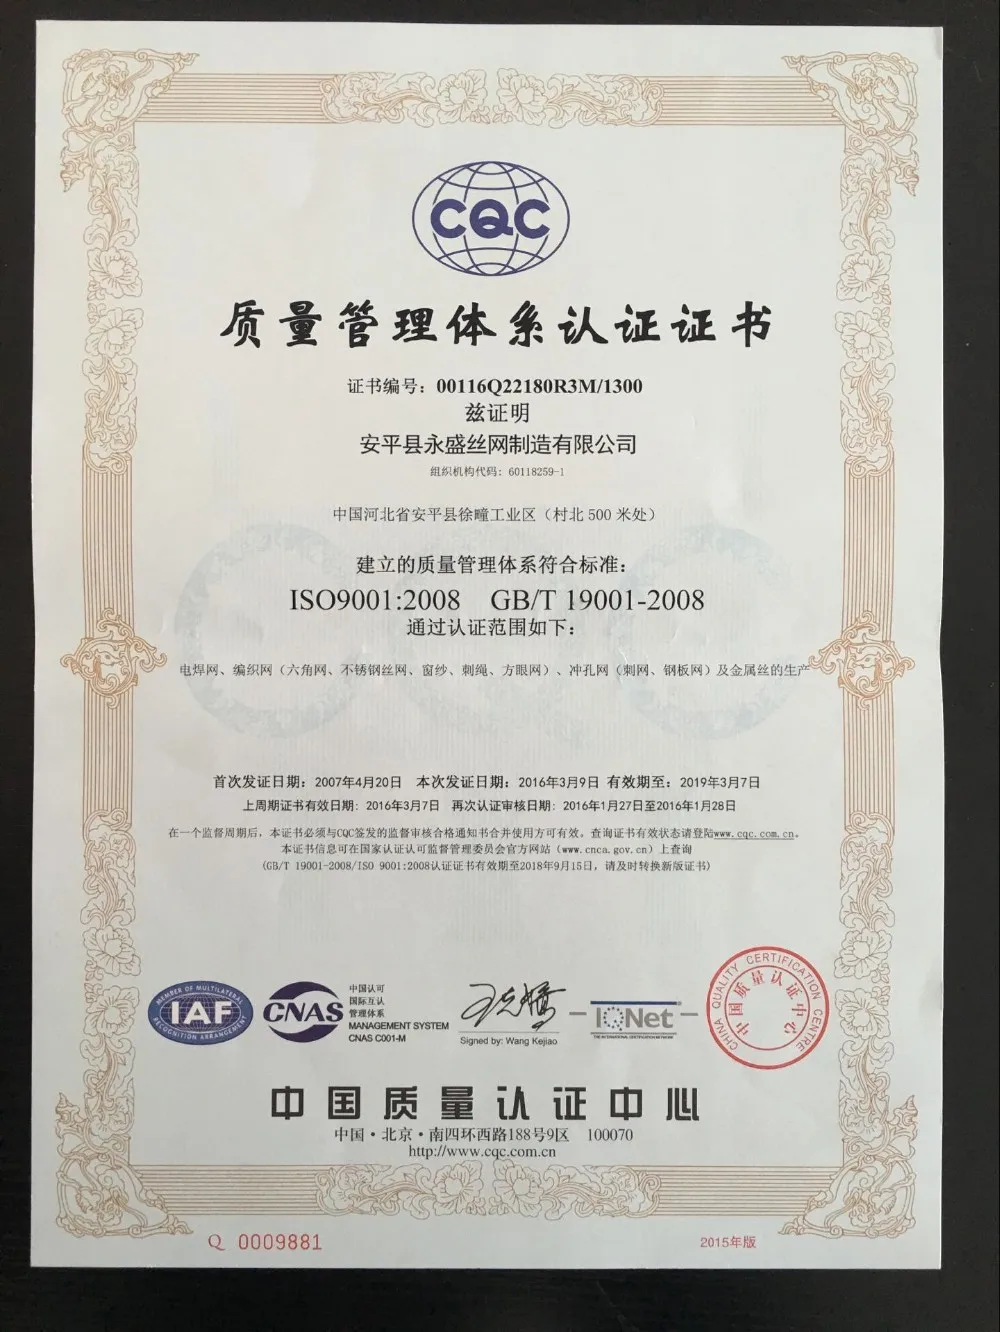 CQC
质量管理体系认证证书
证书编号：00116Q22180R3M/1300
兹证明
安平县永盛丝网制造有限公司
组织机构代码：60118259-1
中国河北省安平县徐疃工业区（村北 500 米处）
建立的质量管理体系符合标准：
ISO9001:2008 GB/T 19001-2008
通过认证范围如下：
电焊网、编织网（六角网、不锈钢丝网、窗纱、刺绳、方眼网）、冲孔网（刺网、钢板网）及金属丝的生产
首次发证日期：2007年4月20日 本次发证日期：2016年3月9日 有效期至：2019年3月7日
上周期证书有效日期：2016年3月7日 再次认证审核日期：2016年1月27日至2016年1月28日
在一个监督周期后，本证书必须与CQC签发的监督审核合格通知书合并使用方可有效。查询证书有效状态请登陆www.cqc.com.cn。
本证书信息可在国家认证认可监督管理委员会官方网站（www.cnca.gov.cn）上查询
(GB/T 19001-2008/ISO 9001:2008认证证书有效期至2018年9月15日，请及时转换新版证书)
MEMBER OF MULTILATERAL
IAF
RECOGNITION ARRANGEMENT
CNAS
中国认可
国际互认
管理体系
MANAGEMENT SYSTEM
CNAS C001-M
王克娇
Signed by: Wang Kejiao
IQNet
THE INTERNATIONAL CERTIFICATION NETWORK
CHINA QUALITY CERTIFICATION CENTRE
中国质量认证中心
中国质量认证中心
中国·北京·南四环西路188号9区 100070
http://www.cqc.com.cn
Q 0009881
2015年版